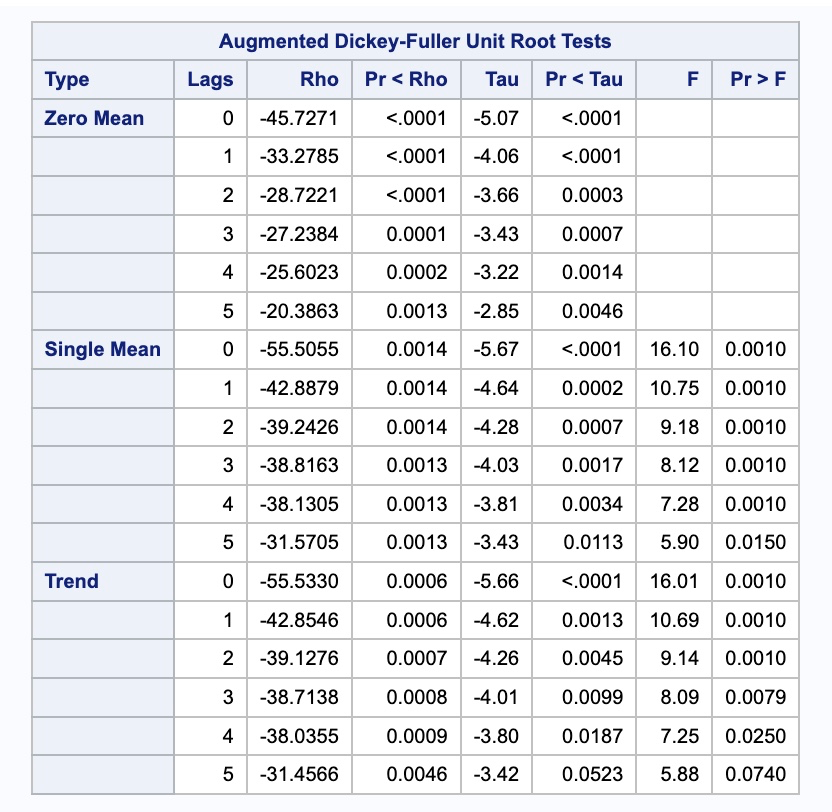 Augmented Dickey-Fuller Unit Root Tests
Type Lags Rho Pr < Rho Tau Pr < Tau F Pr > F
Zero Mean 0 -45.7271 <.0001 -5.07 <.0001
1 -33.2785 <.0001 -4.06 <.0001
2 -28.7221 <.0001 -3.66 0.0003
3 -27.2384 0.0001 -3.43 0.0007
4 -25.6023 0.0002 -3.22 0.0014
5 -20.3863 0.0013 -2.85 0.0046
Single Mean 0 -55.5055 0.0014 -5.67 <.0001 16.10 0.0010
1 -42.8879 0.0014 -4.64 0.0002 10.75 0.0010
2 -39.2426 0.0014 -4.28 0.0007 9.18 0.0010
3 -38.8163 0.0013 -4.03 0.0017 8.12 0.0010
4 -38.1305 0.0013 -3.81 0.0034 7.28 0.0010
5 -31.5705 0.0013 -3.43 0.0113 5.90 0.0150
Trend 0 -55.5330 0.0006 -5.66 <.0001 16.01 0.0010
1 -42.8546 0.0006 -4.62 0.0013 10.69 0.0010
2 -39.1276 0.0007 -4.26 0.0045 9.14 0.0010
3 -38.7138 0.0008 -4.01 0.0099 8.09 0.0079
4 -38.0355 0.0009 -3.80 0.0187 7.25 0.0250
5 -31.4566 0.0046 -3.42 0.0523 5.88 0.0740